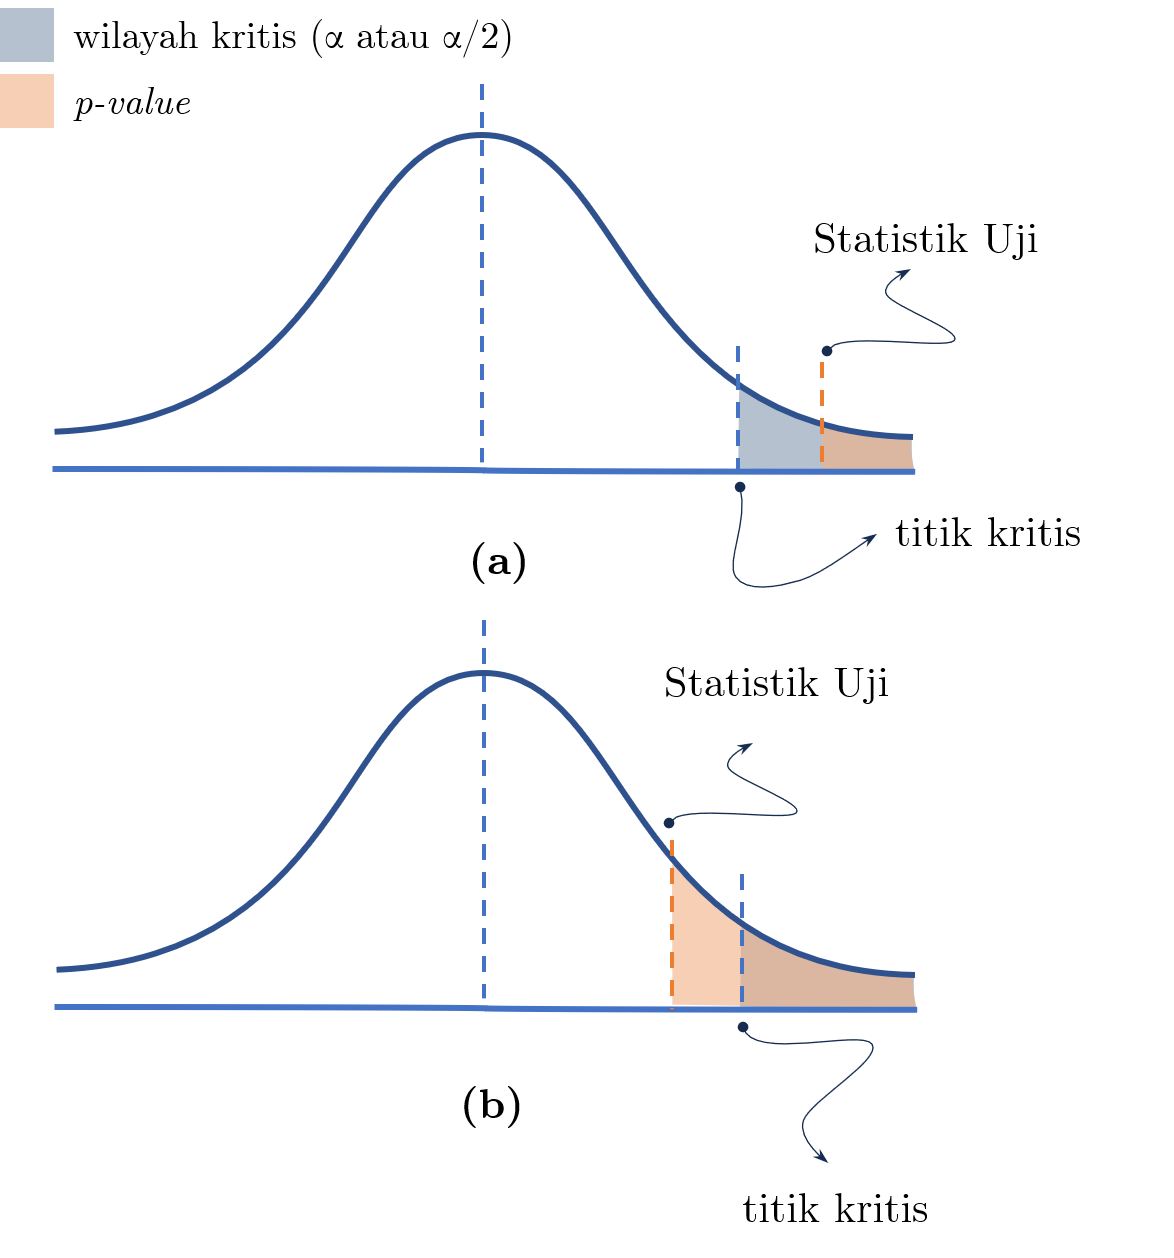 wilayah kritis (α atau α/2)
p-value
Statistik Uji
titik kritis
(a)
Statistik Uji
(b)
titik kritis